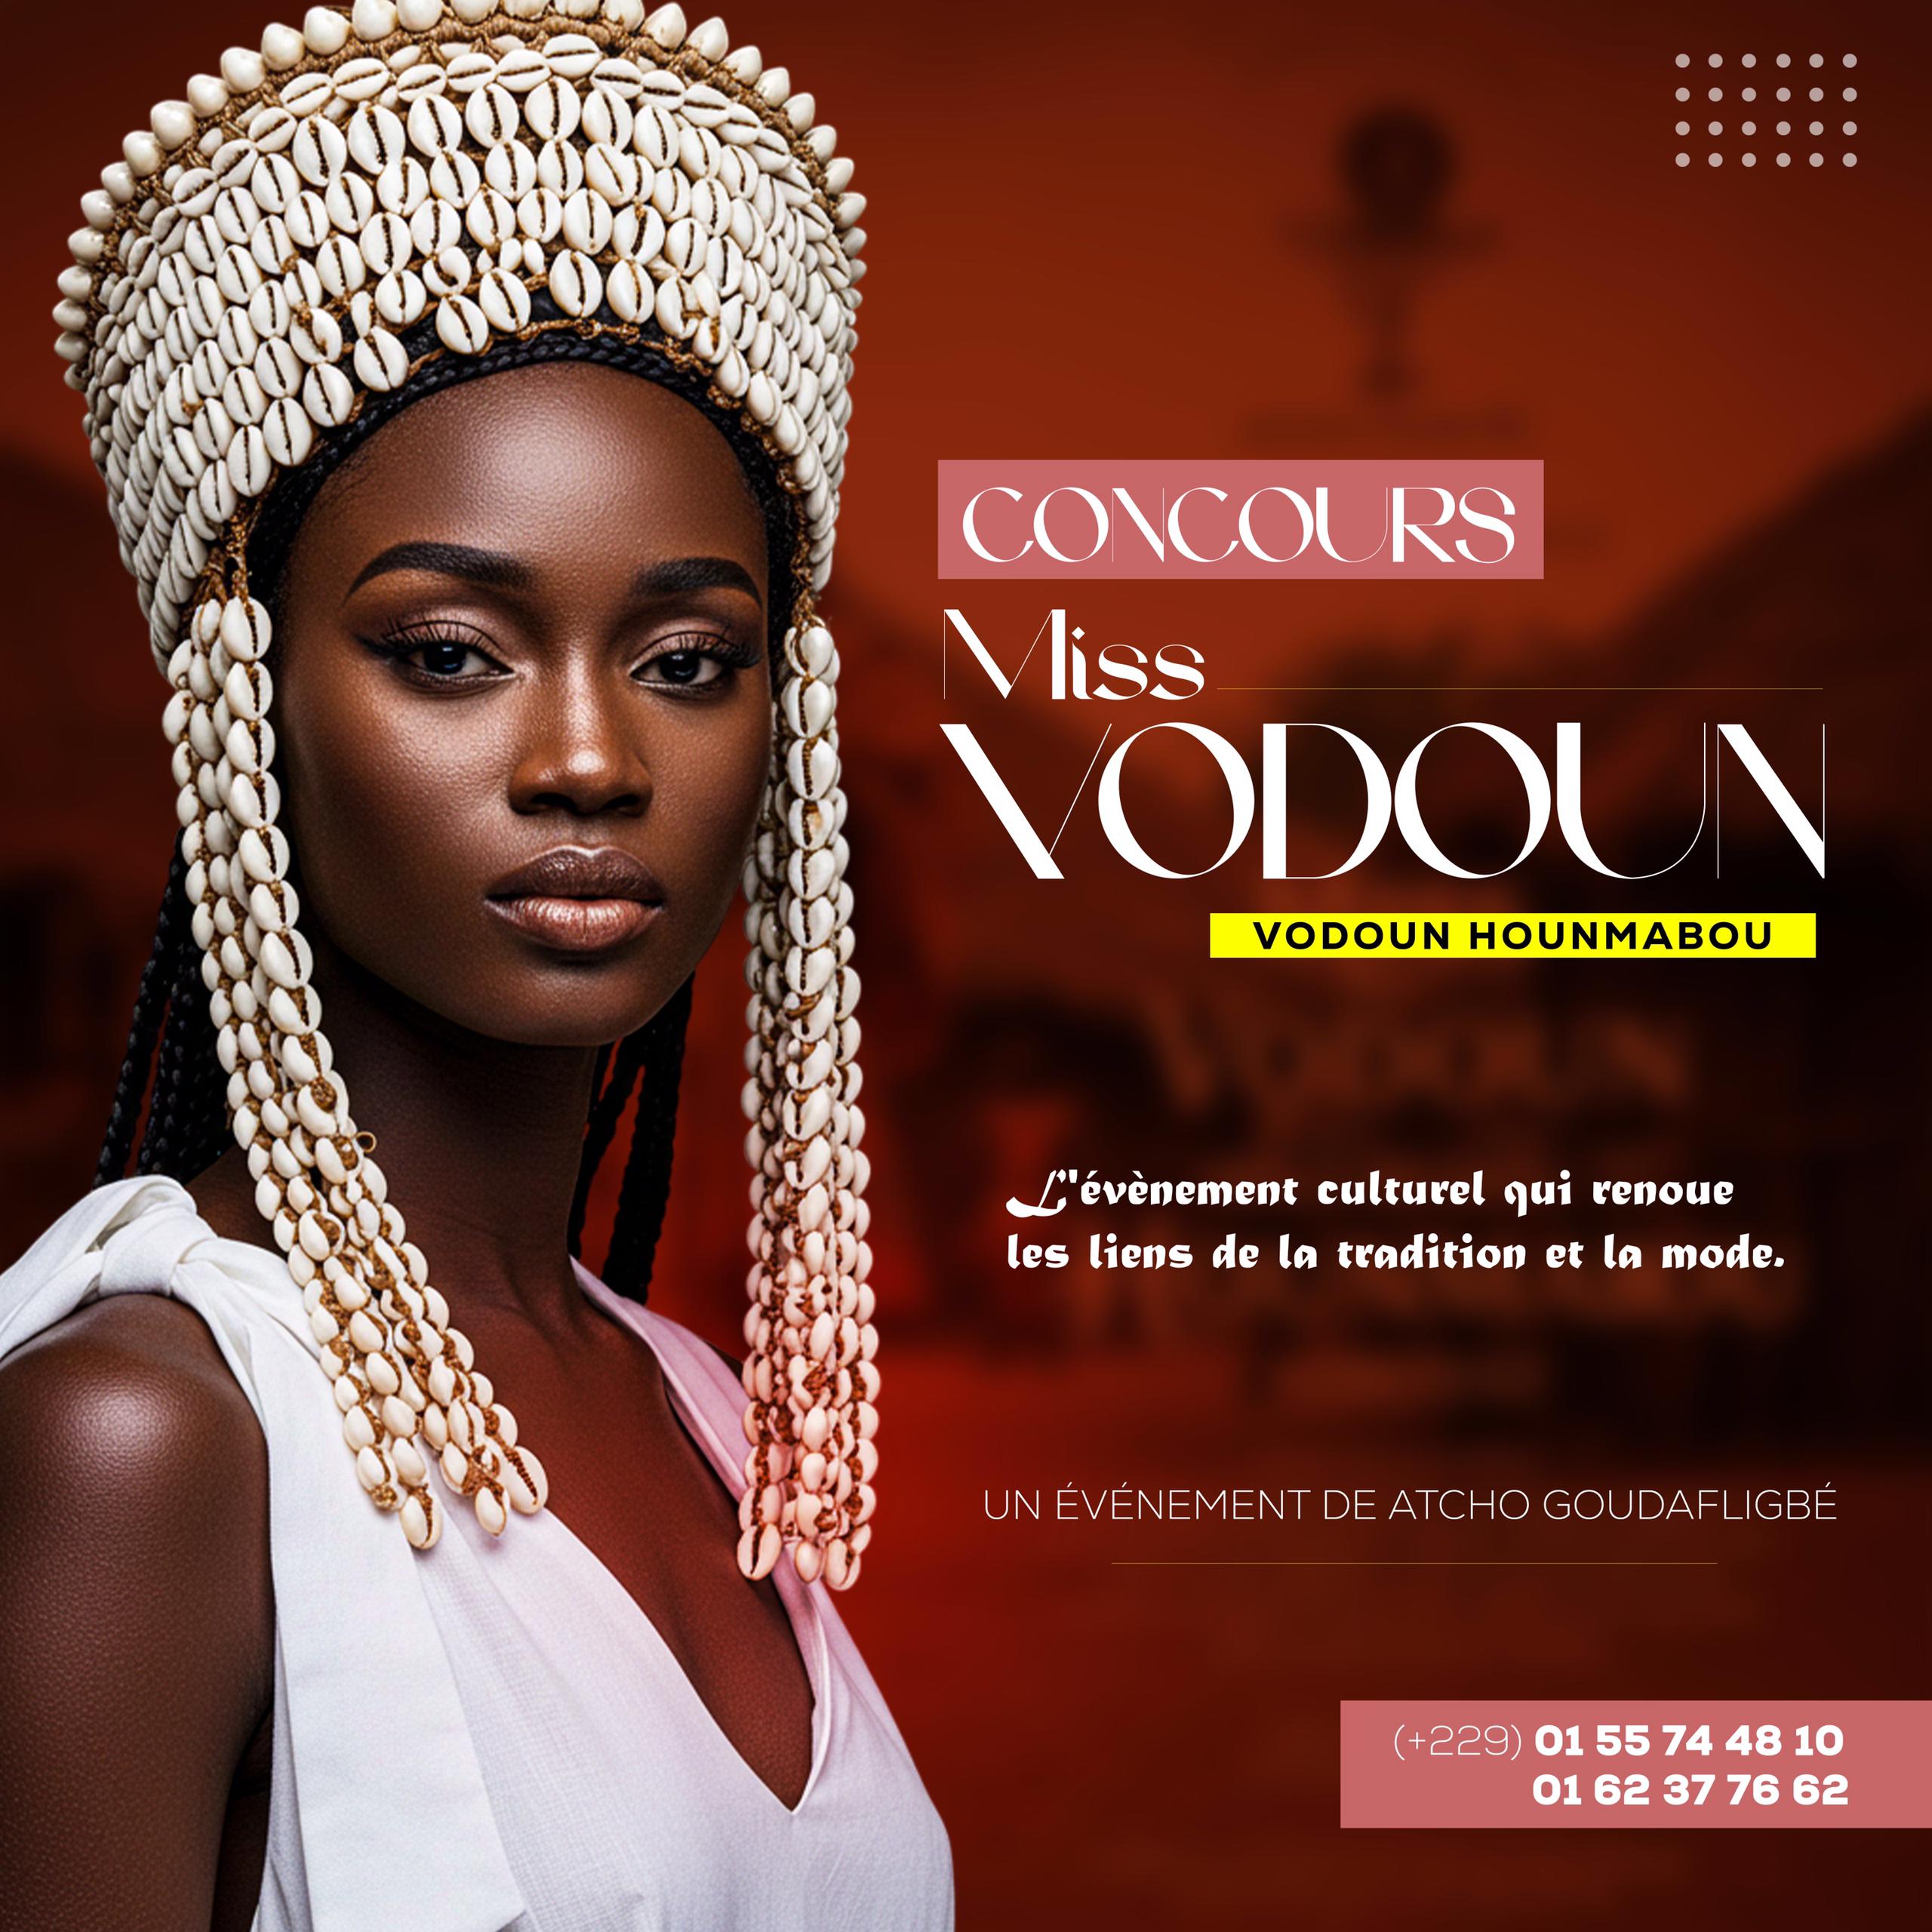 CONCOURS
Miss
VODOUN
VODOUN HOUNMABOU
L'évènement culturel qui renoue
les liens de la tradition et la mode.
UN ÉVÉNEMENT DE ATCHO GOUDAFLIGBÉ
(+229) 01 55 74 48 10
01 62 37 76 62